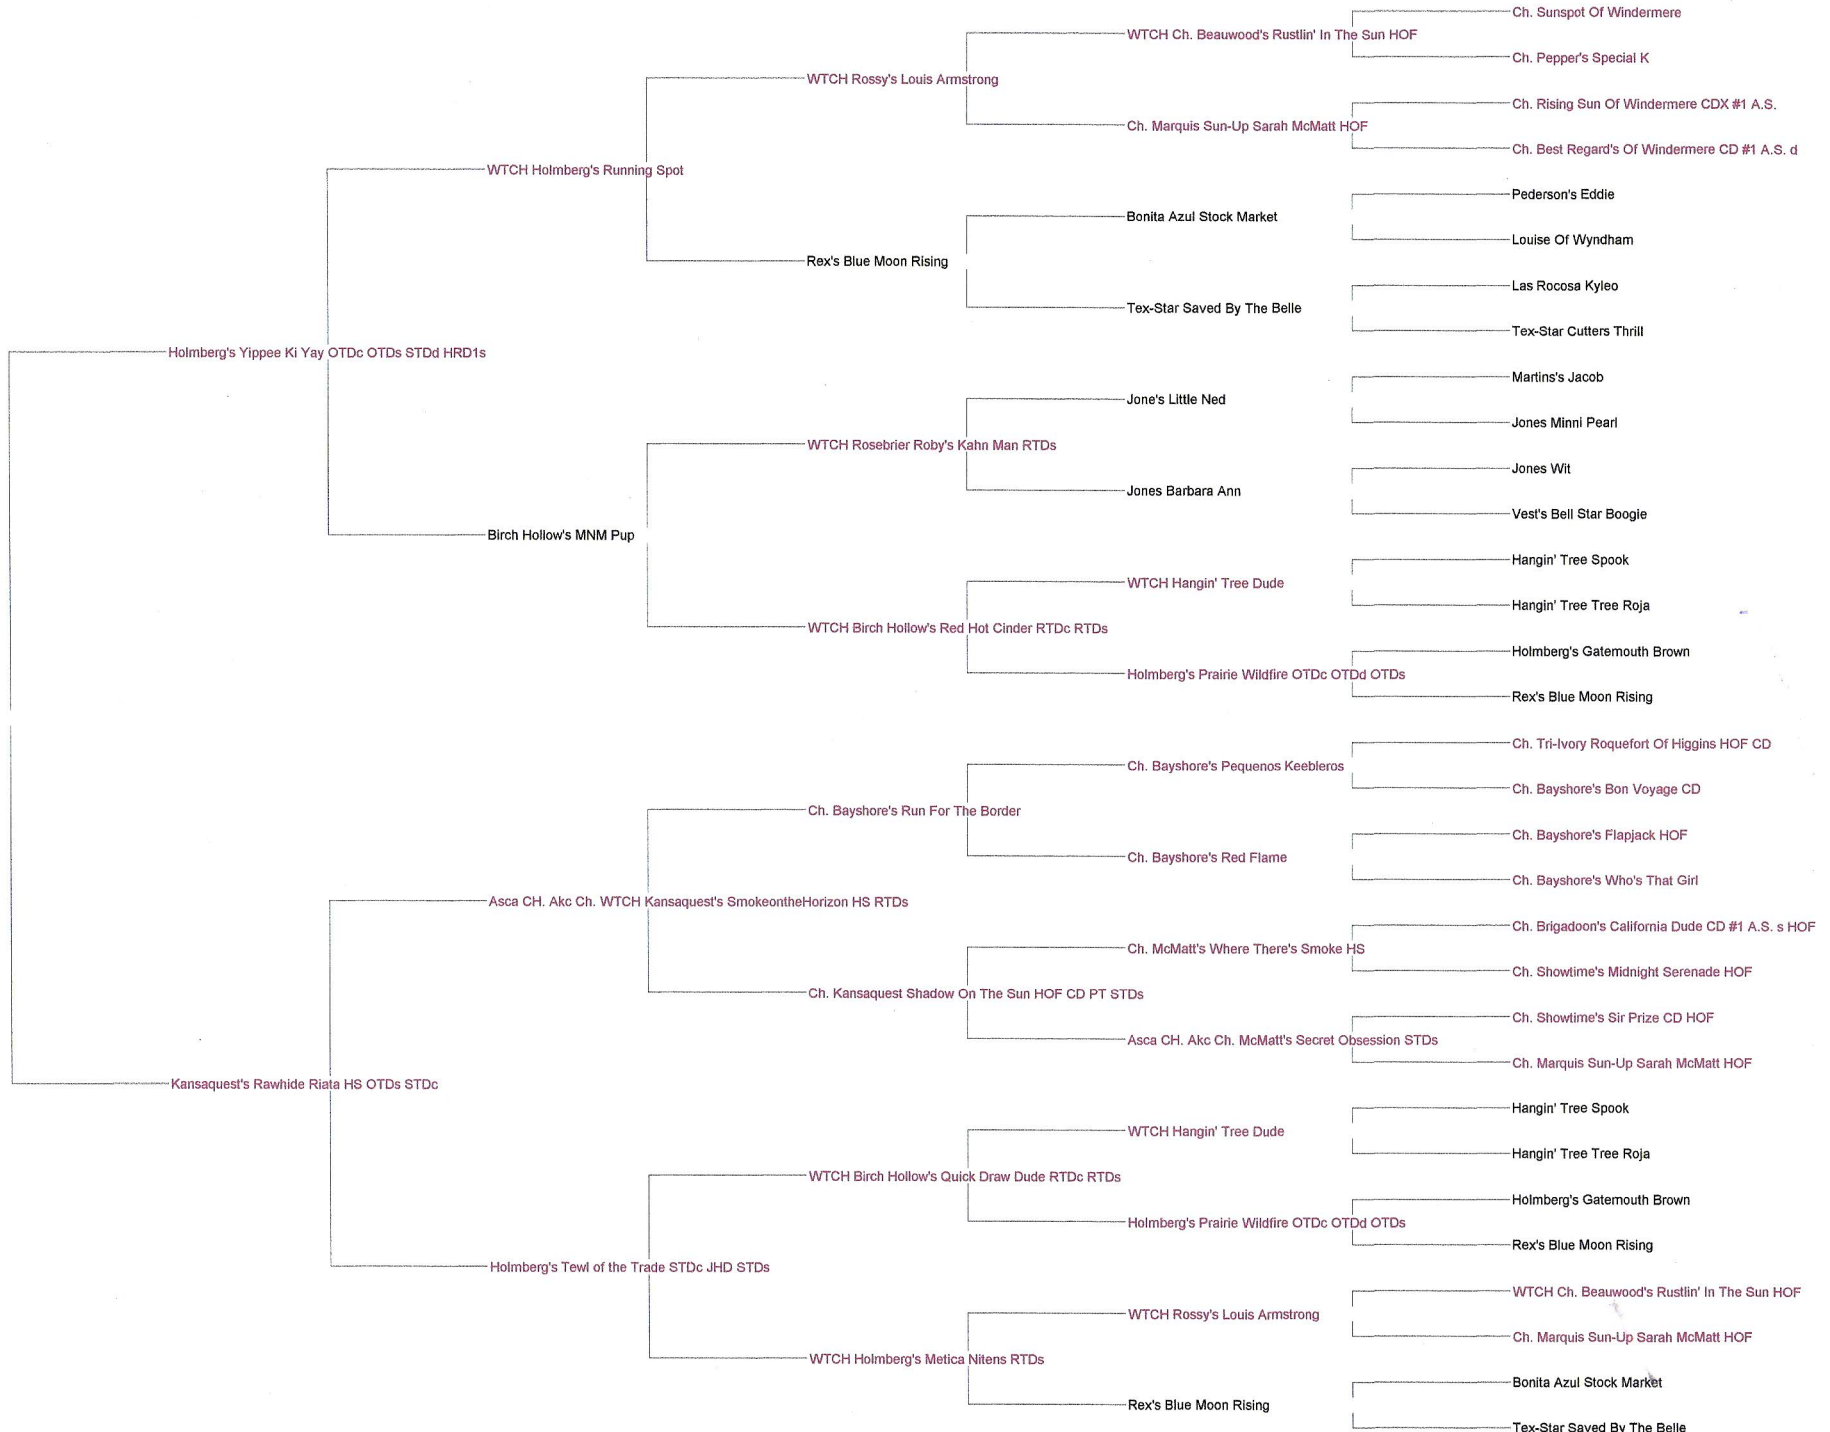 Ch. Sunspot Of Windermere
WTCH Ch. Beauwood's Rustlin' In The Sun HOF
Ch. Pepper's Special K
WTCH Rossy's Louis Armstrong
Ch. Rising Sun Of Windermere CDX #1 A.S.
Ch. Marquis Sun-Up Sarah McMatt HOF
Ch. Best Regard's Of Windermere CD #1 A.S. d
WTCH Holmberg's Running Spot
Pederson's Eddie
Bonita Azul Stock Market
Louise Of Wyndham
Rex's Blue Moon Rising
Las Rocosa Kyleo
Tex-Star Saved By The Belle
Tex-Star Cutters Thrill
Holmberg's Yippee Ki Yay OTDc OTDs STDd HRD1s
Martins's Jacob
Jone's Little Ned
Jones Minni Pearl
WTCH Rosebrier Roby's Kahn Man RTDs
Jones Wit
Jones Barbara Ann
Vest's Bell Star Boogie
Birch Hollow's MNM Pup
Hangin' Tree Spook
WTCH Hangin' Tree Dude
Hangin' Tree Tree Roja
WTCH Birch Hollow's Red Hot Cinder RTDc RTDs
Holmberg's Gatemouth Brown
Holmberg's Prairie Wildfire OTDc OTDd OTDs
Rex's Blue Moon Rising
Ch. Tri-Ivory Roquefort Of Higgins HOF CD
Ch. Bayshore's Pequenos Keebleros
Ch. Bayshore's Bon Voyage CD
Ch. Bayshore's Run For The Border
Ch. Bayshore's Flapjack HOF
Ch. Bayshore's Red Flame
Ch. Bayshore's Who's That Girl
Asca CH. Akc Ch. WTCH Kansaquest's SmokeontheHorizon HS RTDs
Ch. Brigadoon's California Dude CD #1 A.S. s HOF
Ch. McMatt's Where There's Smoke HS
Ch. Showtime's Midnight Serenade HOF
Ch. Kansaquest Shadow On The Sun HOF CD PT STDs
Ch. Showtime's Sir Prize CD HOF
Asca CH. Akc Ch. McMatt's Secret Obsession STDs
Ch. Marquis Sun-Up Sarah McMatt HOF
Kansaquest's Rawhide Riata HS OTDs STDc
Hangin' Tree Spook
WTCH Hangin' Tree Dude
Hangin' Tree Tree Roja
WTCH Birch Hollow's Quick Draw Dude RTDc RTDs
Holmberg's Gatemouth Brown
Holmberg's Prairie Wildfire OTDc OTDd OTDs
Rex's Blue Moon Rising
Holmberg's Tewl of the Trade STDc JHD STDs
WTCH Ch. Beauwood's Rustlin' In The Sun HOF
WTCH Rossy's Louis Armstrong
Ch. Marquis Sun-Up Sarah McMatt HOF
WTCH Holmberg's Metica Nitens RTDs
Bonita Azul Stock Market
Rex's Blue Moon Rising
Tex-Star Saved By The Belle